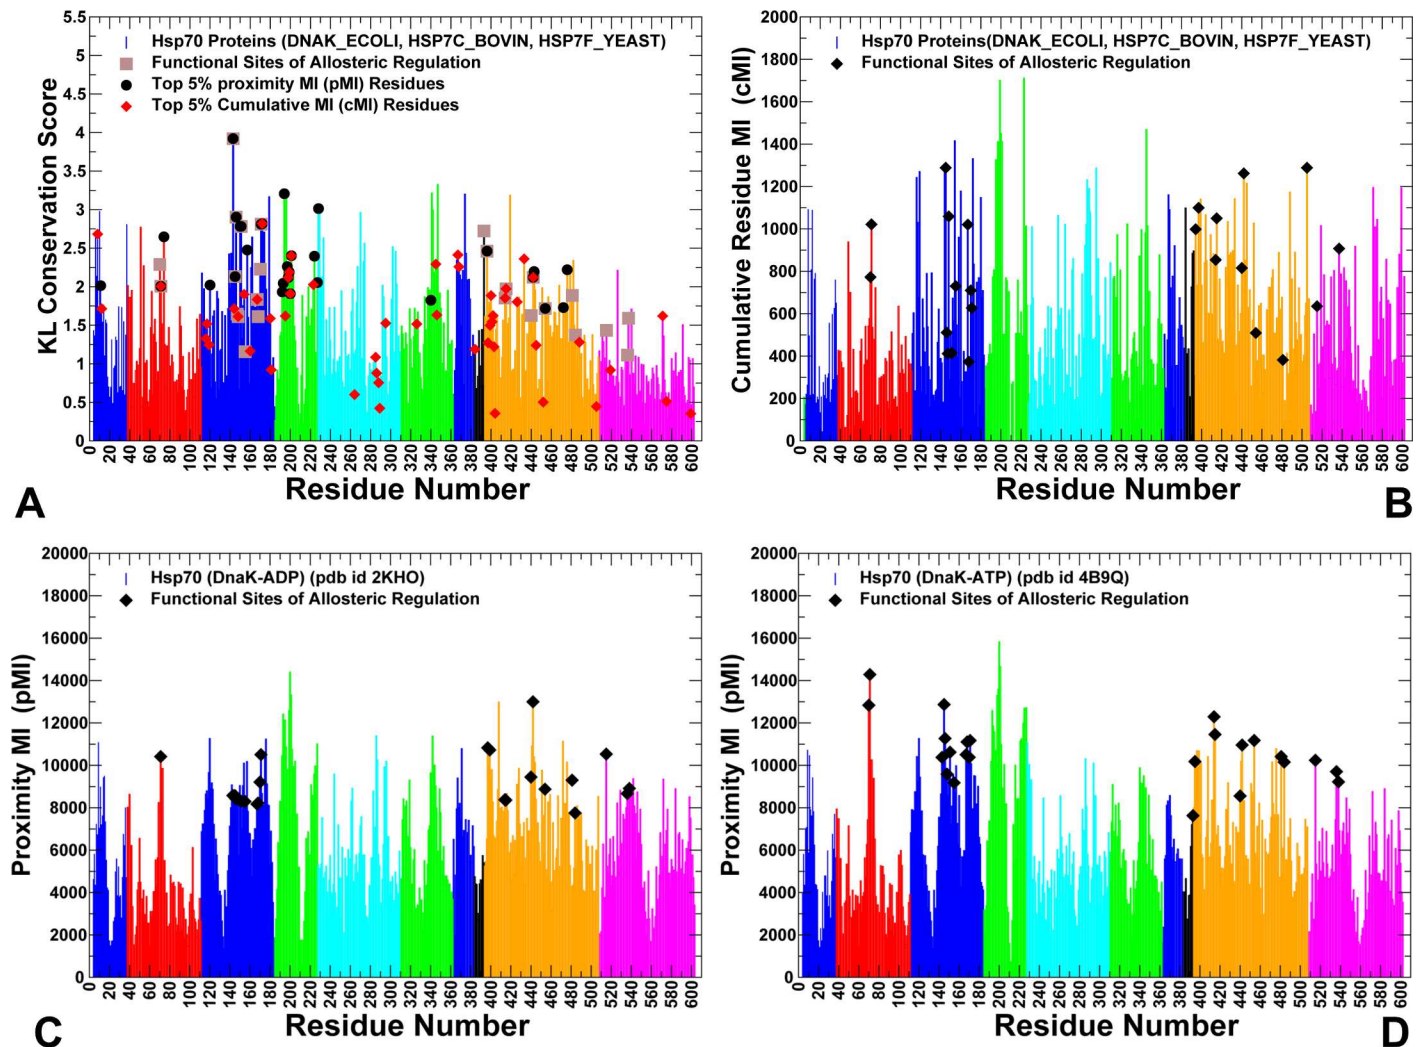 Hsp70 Proteins (DNAK_ECOLI, HSP7C_BOVIN, HSP7F_YEAST)
Functional Sites of Allosteric Regulation
Top 5% proximity MI (pMI) Residues
Top 5% Cumulative MI (cMI) Residues
KL Conservation Score
5.5
5
4.5
4
3.5
3
2.5
2
1.5
1
0.5
0
0 20 40 60 80 100 120 140 160 180 200 220 240 260 280 300 320 340 360 380 400 420 440 460 480 500 520 540 560 580 600
Residue Number
A
Hsp70 Proteins(DNAK_ECOLI, HSP7C_BOVIN, HSP7F_YEAST)
Functional Sites of Allosteric Regulation
Cumulative Residue MI (cMI)
2000
1800
1600
1400
1200
1000
800
600
400
200
0
0 20 40 60 80 100 120 140 160 180 200 220 240 260 280 300 320 340 360 380 400 420 440 460 480 500 520 540 560 580 600
Residue Number
B
Hsp70 (DnaK-ADP) (pdb id 2KHO)
Functional Sites of Allosteric Regulation
Proximity MI (pMI)
20000
18000
16000
14000
12000
10000
8000
6000
4000
2000
0
0 20 40 60 80 100 120 140 160 180 200 220 240 260 280 300 320 340 360 380 400 420 440 460 480 500 520 540 560 580 600
Residue Number
C
Hsp70 (DnaK-ATP) (pdb id 4B9Q)
Functional Sites of Allosteric Regulation
Proximity MI (pMI)
20000
18000
16000
14000
12000
10000
8000
6000
4000
2000
0
0 20 40 60 80 100 120 140 160 180 200 220 240 260 280 300 320 340 360 380 400 420 440 460 480 500 520 540 560 580 600
Residue Number
D